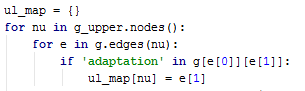 ul_map = {}
for nu in g_upper.nodes():
    for e in g.edges(nu):
        if 'adaptation' in g[e[0]][e[1]]:
            ul_map[nu] = e[1]